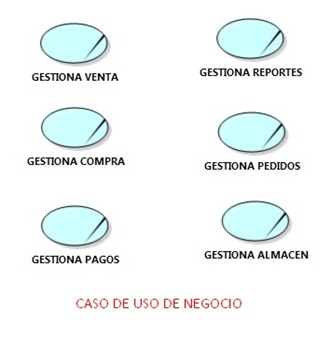 GESTIONA VENTA
GESTIONA REPORTES
GESTIONA COMPRA
GESTIONA PEDIDOS
GESTIONA PAGOS
GESTIONA ALMACEN
CASO DE USO DE NEGOCIO